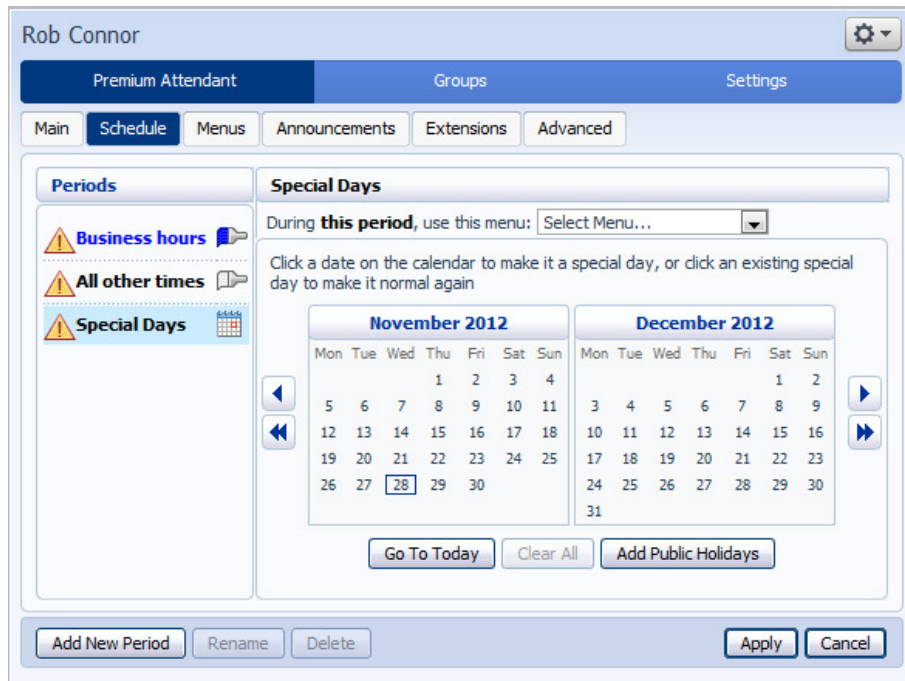 Rob Connor
Premium Attendant Groups Settings
Main Schedule Menus Announcements Extensions Advanced
Periods
Business hours
All other times
Special Days
Special Days
During this period, use this menu: Select Menu...
Click a date on the calendar to make it a special day, or click an existing special
day to make it normal again
November 2012
Mon Tue Wed Thu Fri Sat Sun
1 2 3 4
5 6 7 8 9 10 11
12 13 14 15 16 17 18
19 20 21 22 23 24 25
26 27 28 29 30
December 2012
Mon Tue Wed Thu Fri Sat Sun
1 2
3 4 5 6 7 8 9
10 11 12 13 14 15 16
17 18 19 20 21 22 23
24 25 26 27 28 29 30
31
Go To Today Clear All Add Public Holidays
Add New Period Rename Delete Apply Cancel